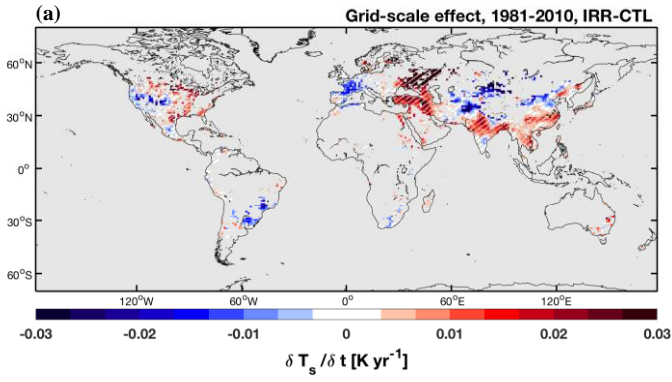 (a) Grid-scale effect, 1981-2010, IRR-CTL
60°N
30°N
0°
30°S
60°S
120°W 60°W 0° 60°E 120°E
-0.03 -0.02 -0.01 0 0.01 0.02 0.03
δ T_s / δ t [K yr⁻¹]